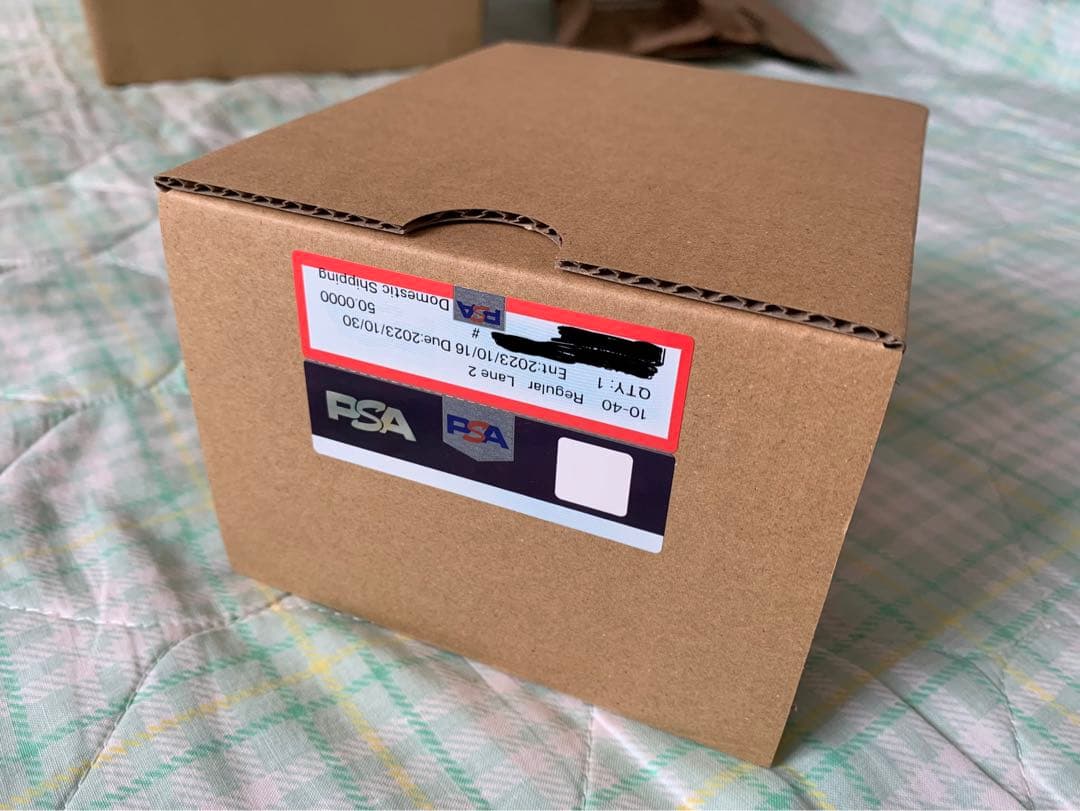 10-40 Regular Lane 2
QTY: 1 Ent:2023/10/16 Due:2023/10/30
# 50.0000
PSA Domestic Shipping
PSA PSA